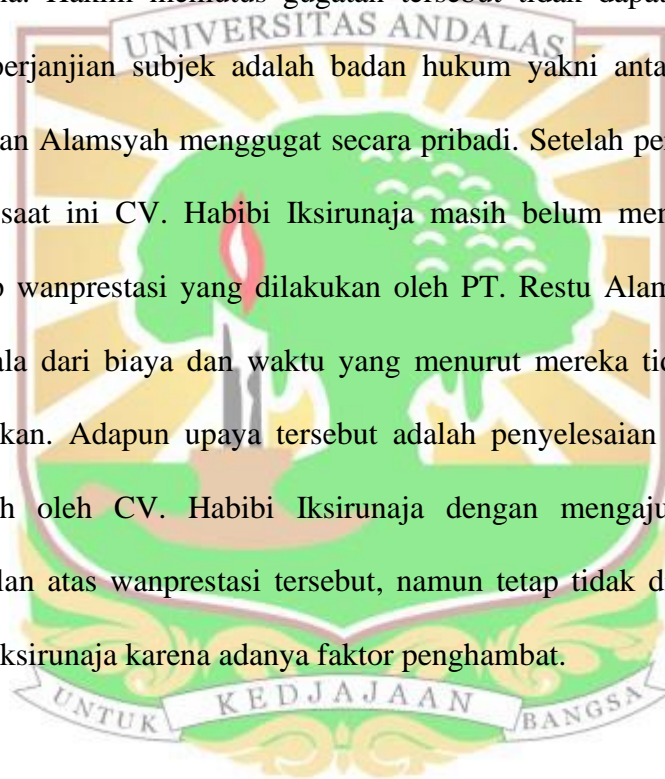 UNIVERSITAS ANDALAS
perjanjian subjek adalah badan hukum yakni anta
an Alamsyah menggugat secara pribadi. Setelah pe
saat ini CV. Habibi Iksirunaja masih belum men
wanprestasi yang dilakukan oleh PT. Restu Alam
ala dari biaya dan waktu yang menurut mereka tid
kan. Adapun upaya tersebut adalah penyelesaian
h oleh CV. Habibi Iksirunaja dengan mengaju
lan atas wanprestasi tersebut, namun tetap tidak d
ksirunaja karena adanya faktor penghambat.
UNTUK KEDJAJAAN BANGSA